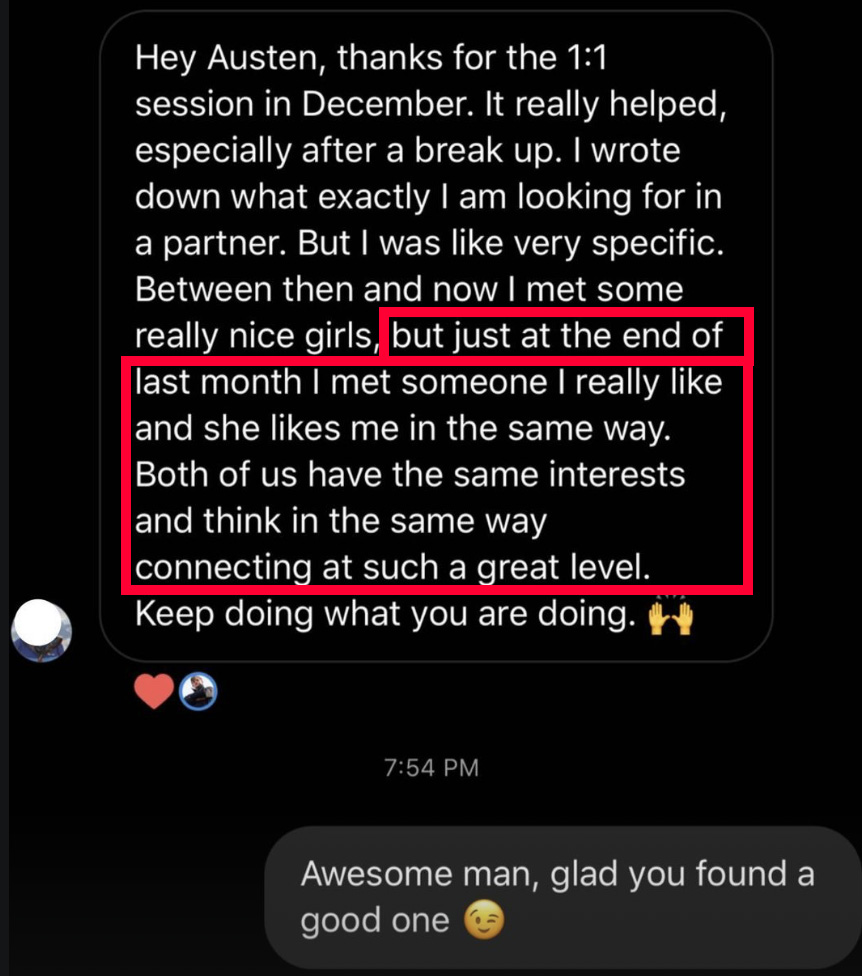 Hey Austen, thanks for the 1:1
session in December. It really helped,
especially after a break up. I wrote
down what exactly I am looking for in
a partner. But I was like very specific.
Between then and now I met some
really nice girls, but just at the end of
last month I met someone I really like
and she likes me in the same way.
Both of us have the same interests
and think in the same way
connecting at such a great level.
Keep doing what you are doing. 🙌
7:54 PM
Awesome man, glad you found a
good one 😉